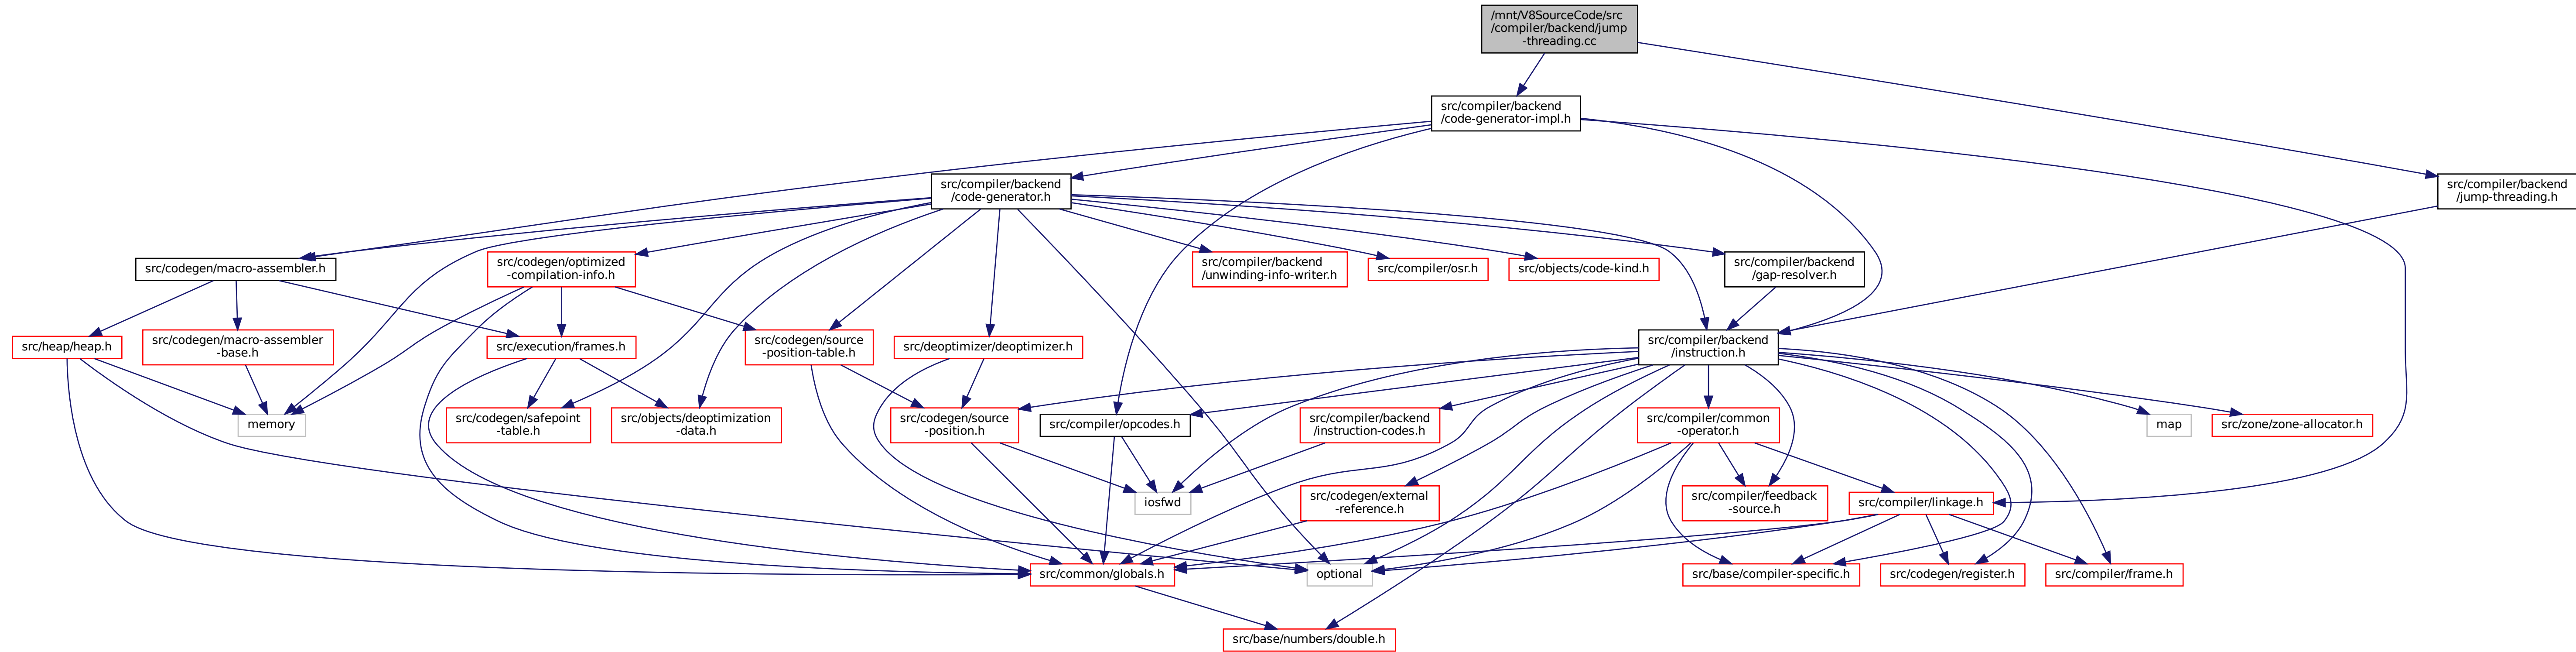 /mnt/V8SourceCode/src
/compiler/backend/jump
-threading.cc
src/compiler/backend
/code-generator-impl.h
src/compiler/backend
/code-generator.h
src/compiler/backend
/jump-threading.h
src/codegen/macro-assembler.h
src/codegen/optimized
-compilation-info.h
src/compiler/backend
/unwinding-info-writer.h
src/compiler/osr.h
src/objects/code-kind.h
src/compiler/backend
/gap-resolver.h
src/heap/heap.h
src/codegen/macro-assembler
-base.h
src/execution/frames.h
src/codegen/source
-position-table.h
src/deoptimizer/deoptimizer.h
src/compiler/backend
/instruction.h
memory
src/codegen/safepoint
-table.h
src/objects/deoptimization
-data.h
src/codegen/source
-position.h
src/compiler/opcodes.h
src/compiler/backend
/instruction-codes.h
src/compiler/common
-operator.h
map
src/zone/zone-allocator.h
iosfwd
src/codegen/external
-reference.h
src/compiler/feedback
-source.h
src/compiler/linkage.h
src/common/globals.h
optional
src/base/compiler-specific.h
src/codegen/register.h
src/compiler/frame.h
src/base/numbers/double.h